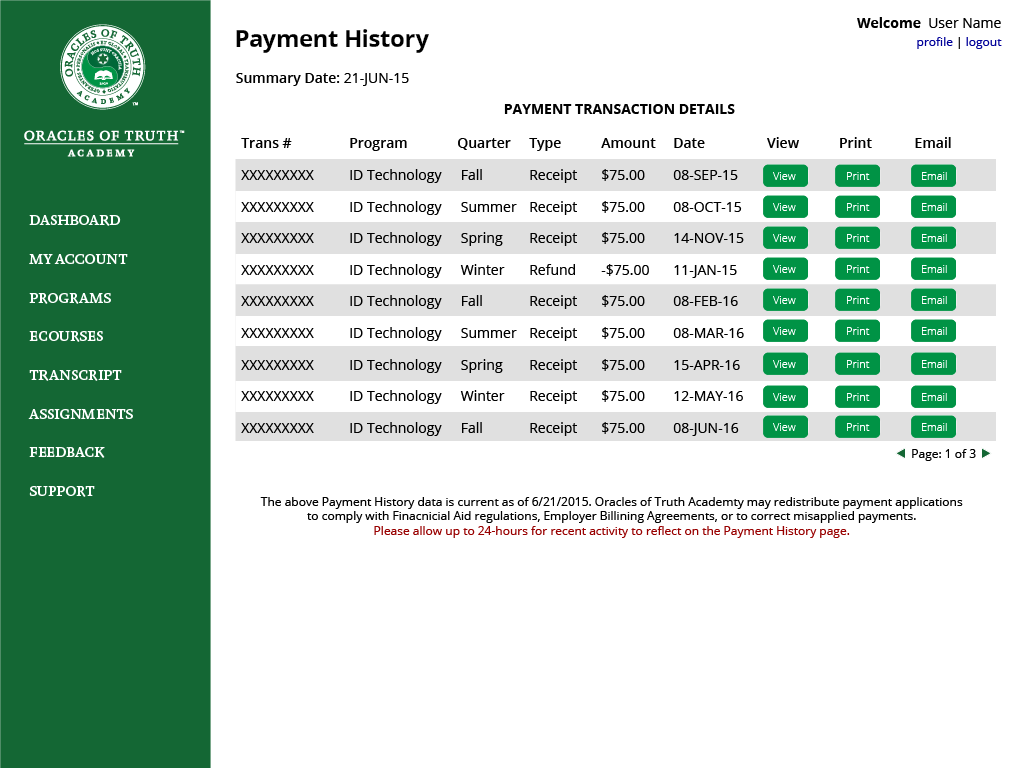 ORACLES OF TRUTH
ACADEMY
ORACLES OF TRUTH™
ACADEMY
DASHBOARD
MY ACCOUNT
PROGRAMS
ECOURSES
TRANSCRIPT
ASSIGNMENTS
FEEDBACK
SUPPORT
Welcome User Name
profile | logout
Payment History
Summary Date: 21-JUN-15
PAYMENT TRANSACTION DETAILS
Trans # Program Quarter Type Amount Date View Print Email
XXXXXXXXX ID Technology Fall Receipt $75.00 08-SEP-15 View Print Email
XXXXXXXXX ID Technology Summer Receipt $75.00 08-OCT-15 View Print Email
XXXXXXXXX ID Technology Spring Receipt $75.00 14-NOV-15 View Print Email
XXXXXXXXX ID Technology Winter Refund -$75.00 11-JAN-15 View Print Email
XXXXXXXXX ID Technology Fall Receipt $75.00 08-FEB-16 View Print Email
XXXXXXXXX ID Technology Summer Receipt $75.00 08-MAR-16 View Print Email
XXXXXXXXX ID Technology Spring Receipt $75.00 15-APR-16 View Print Email
XXXXXXXXX ID Technology Winter Receipt $75.00 12-MAY-16 View Print Email
XXXXXXXXX ID Technology Fall Receipt $75.00 08-JUN-16 View Print Email
Page: 1 of 3
The above Payment History data is current as of 6/21/2015. Oracles of Truth Academty may redistribute payment applications
to comply with Finacnicial Aid regulations, Employer Billining Agreements, or to correct misapplied payments.
Please allow up to 24-hours for recent activity to reflect on the Payment History page.